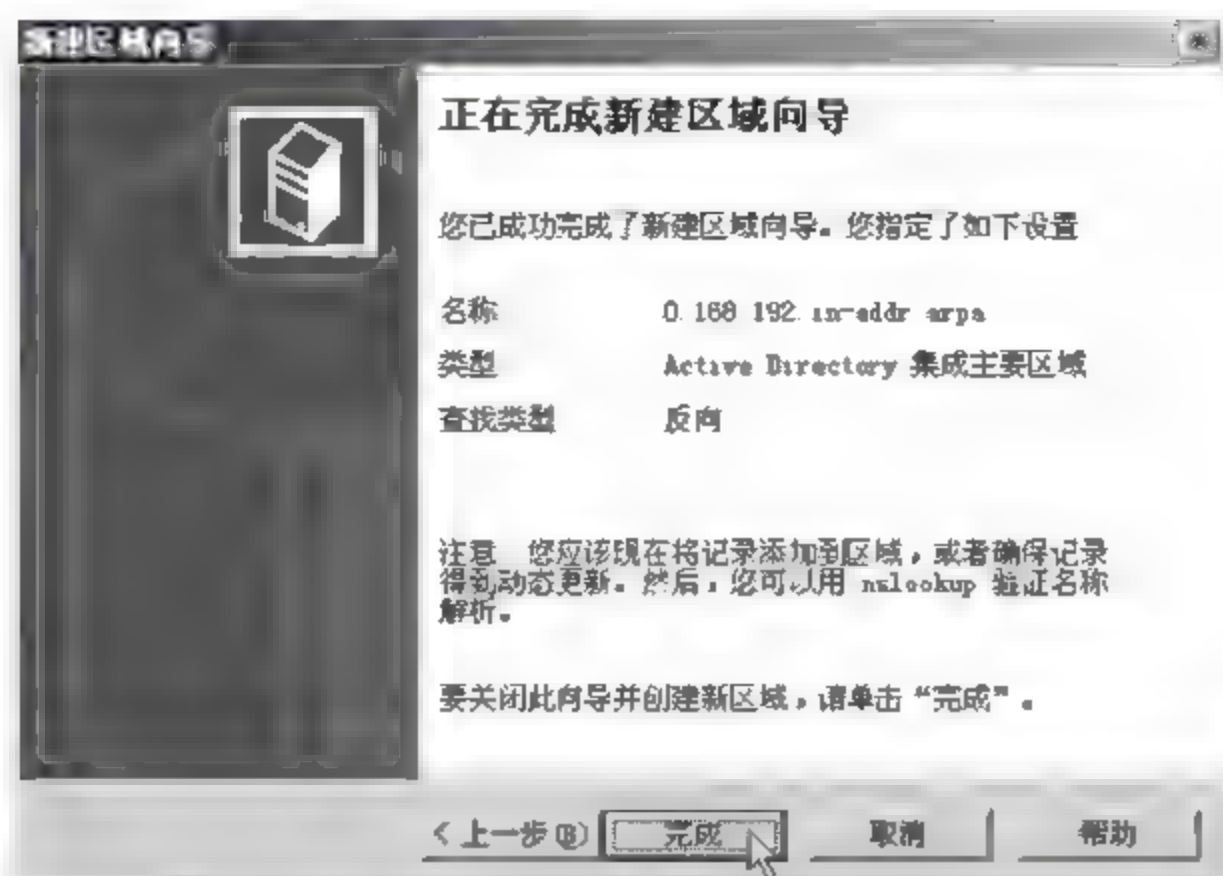 新建区域向导
正在完成新建区域向导
您已成功完成了新建区域向导。您指定了如下设置
名称 0.168.192.in-addr.arpa
类型 Active Directory 集成主要区域
查找类型 反向
注意 您应该现在将记录添加到区域，或者确保记录
得到动态更新。然后，您可以用 nslookup 验证名称
解析。
要关闭此向导并创建新区域，请单击“完成”。
<上一步(B) 完成 取消 帮助